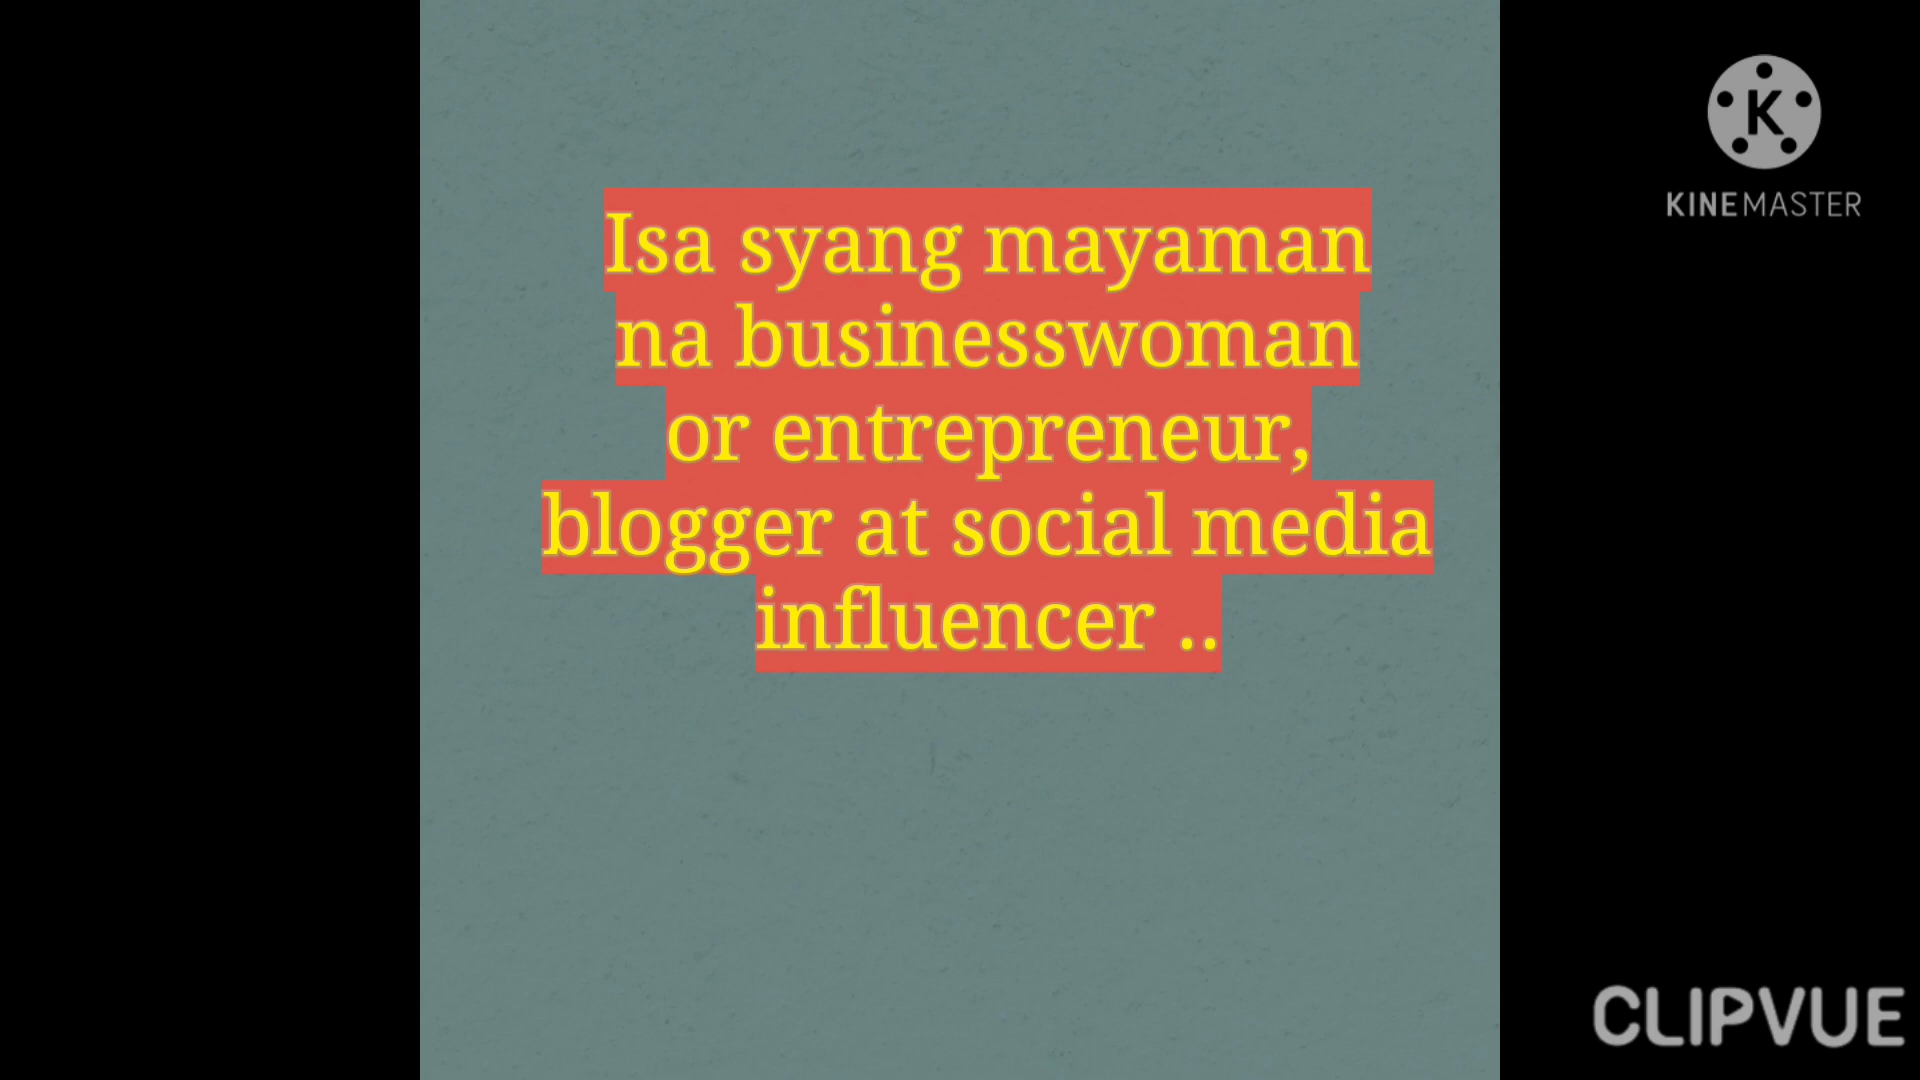 Isa syang mayaman
na businesswoman
or entrepreneur,
blogger at social media
influencer ..
K
KINEMASTER
CLIPVUE